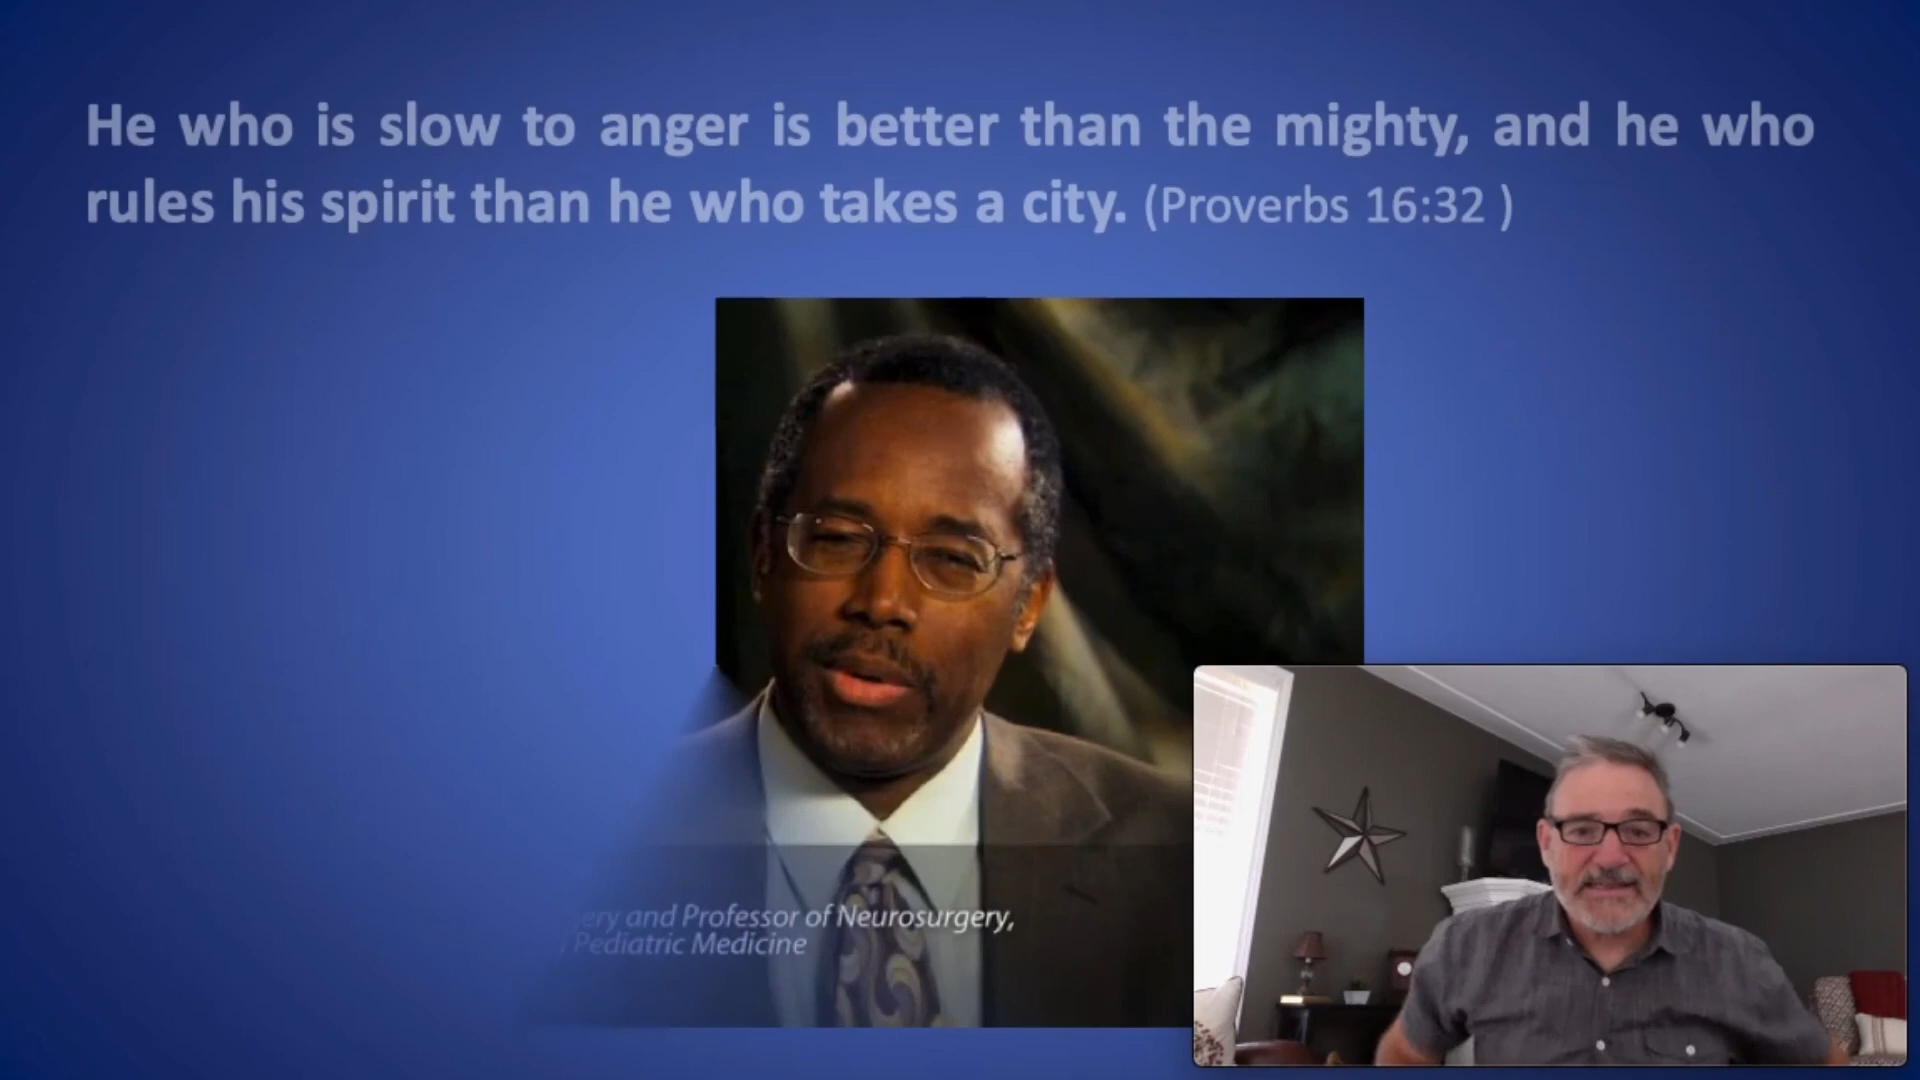 He who is slow to anger is better than the mighty, and he who
rules his spirit than he who takes a city. (Proverbs 16:32 )
and Professor of Neurosurgery,
Pediatric Medicine